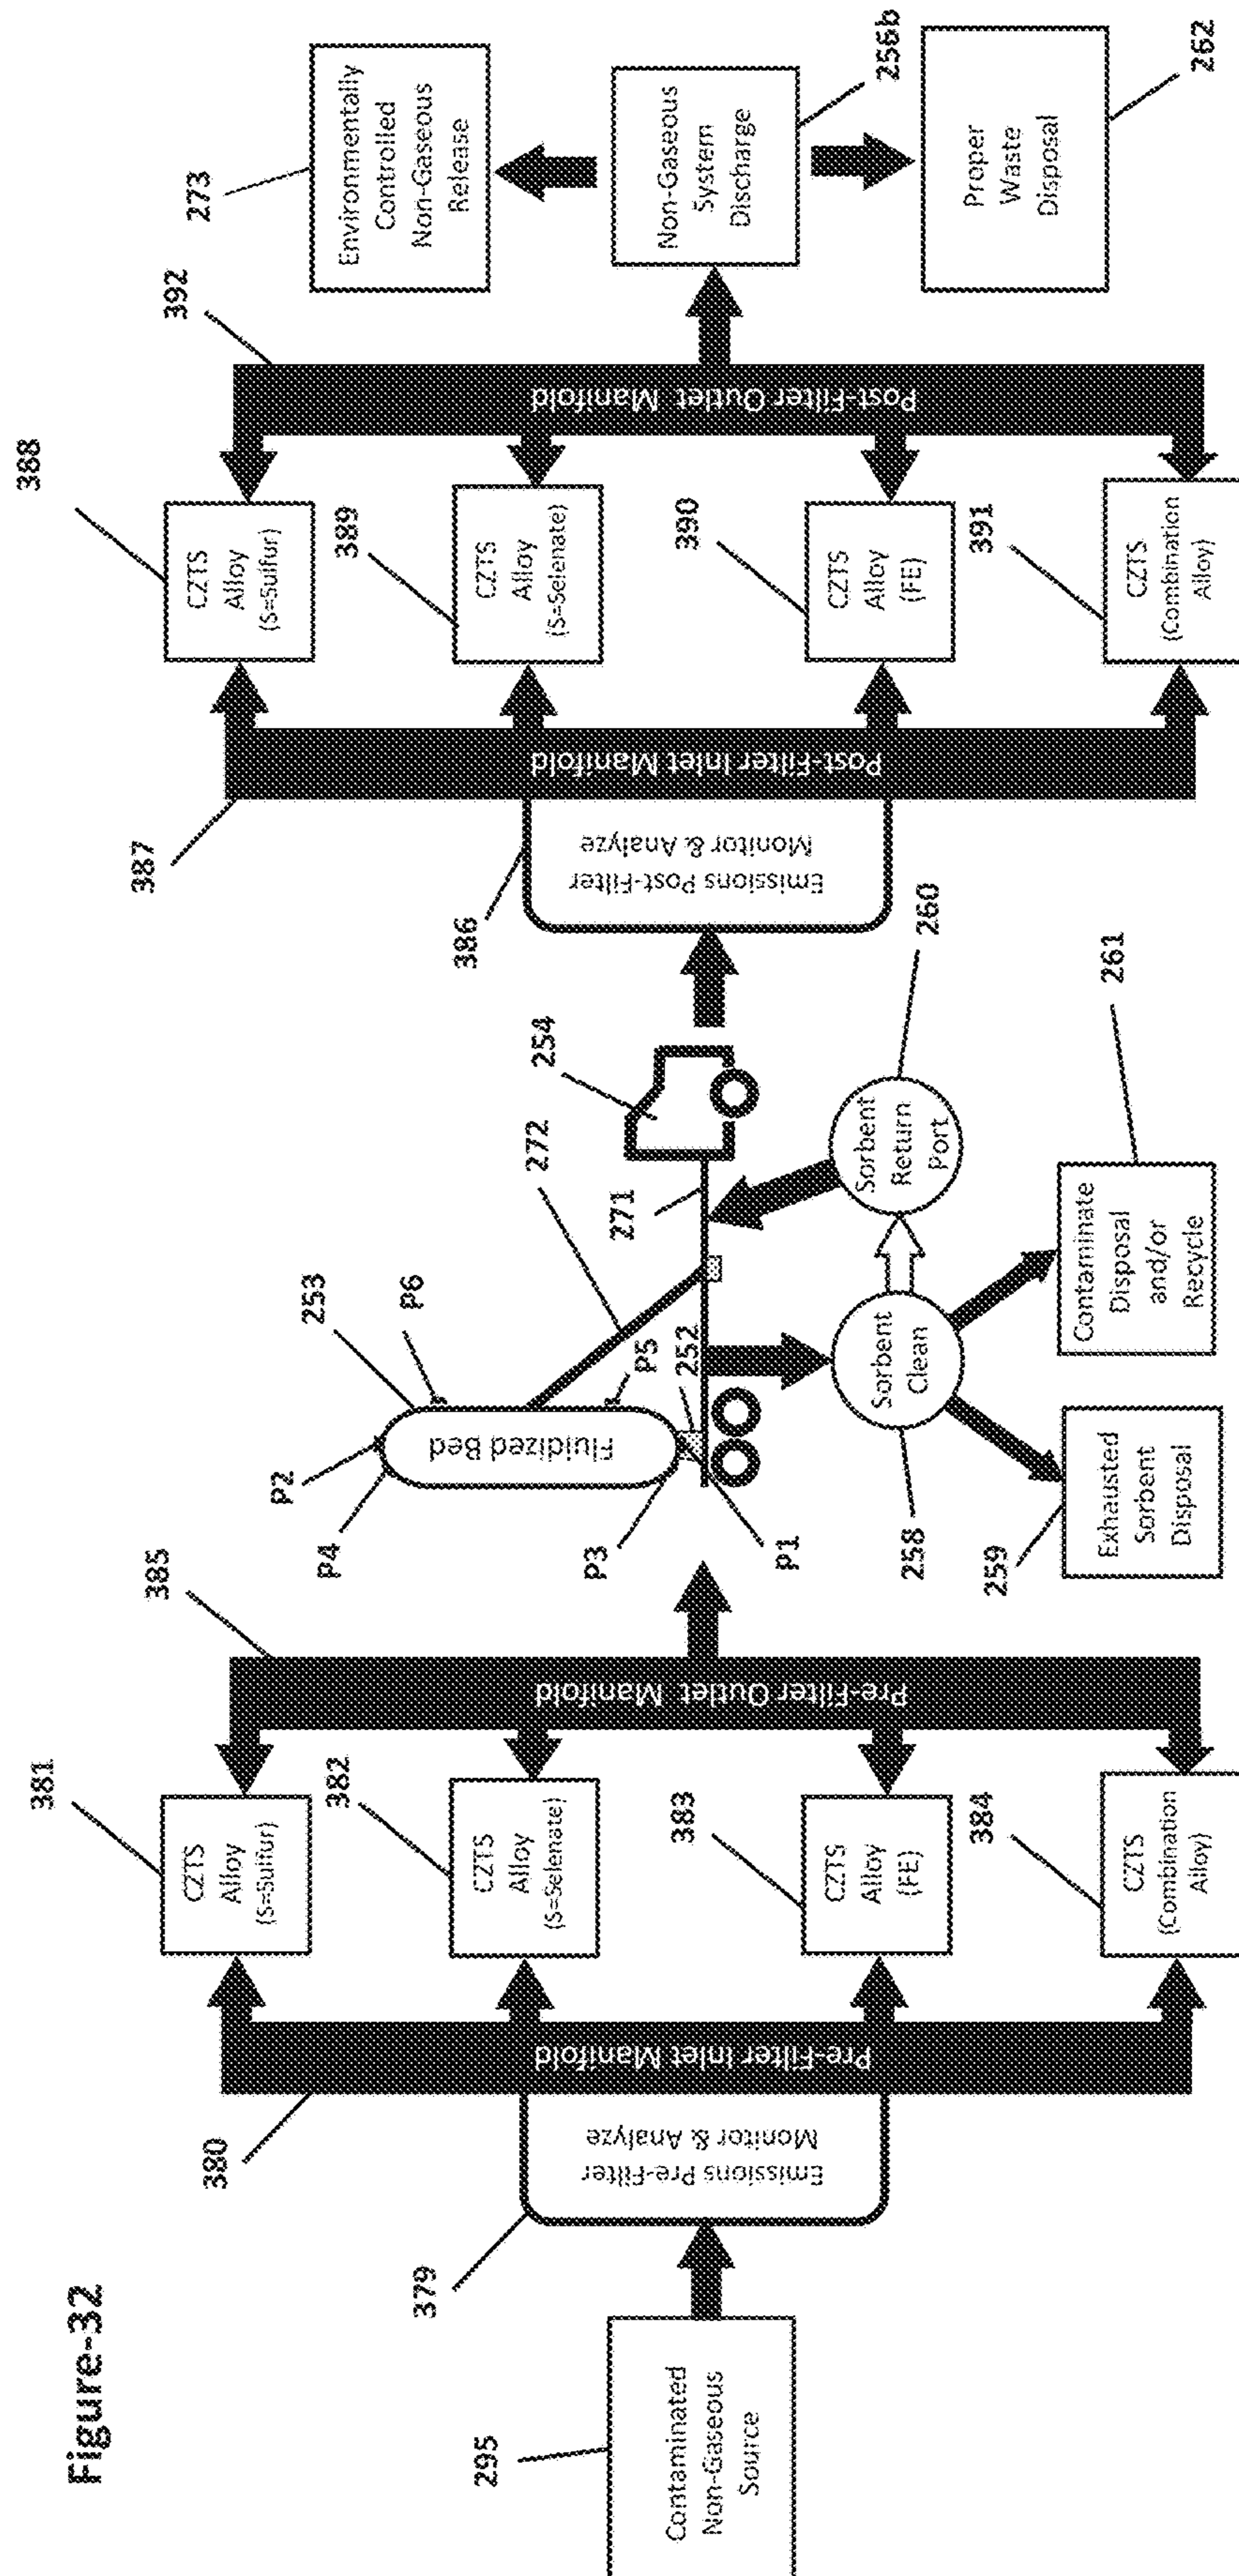 Figure-32
295
Contaminated
Non-Gaseous
Source
379
Emissions Pre-Filter
Monitor & Analyze
380
Pre-Filter Inlet Manifold
381
CZTS
Alloy
(S=Sulfur)
382
CZTS
Alloy
(S=Selenate)
383
CZTS
Alloy
(FE)
384
CZTS
(Combination
Alloy)
385
Pre-Filter Outlet Manifold
P2
P4
253
P6
Fluidized Bed
P3
P1
P5
252
272
271
254
258
Sorbent
Clean
260
Sorbent
Return
Port
259
Exhausted
Sorbent
Disposal
261
Contaminate
Disposal
and/or
Recycle
386
Emissions Post-Filter
Monitor & Analyze
387
Post-Filter Inlet Manifold
388
CZTS
Alloy
(S=Sulfur)
389
CZTS
Alloy
(S=Selenate)
390
CZTS
Alloy
(FE)
391
CZTS
(Combination
Alloy)
392
Post-Filter Outlet Manifold
273
Environmentally
Controlled
Non-Gaseous
Release
Non-Gaseous
System
Discharge
256b
Proper
Waste
Disposal
262